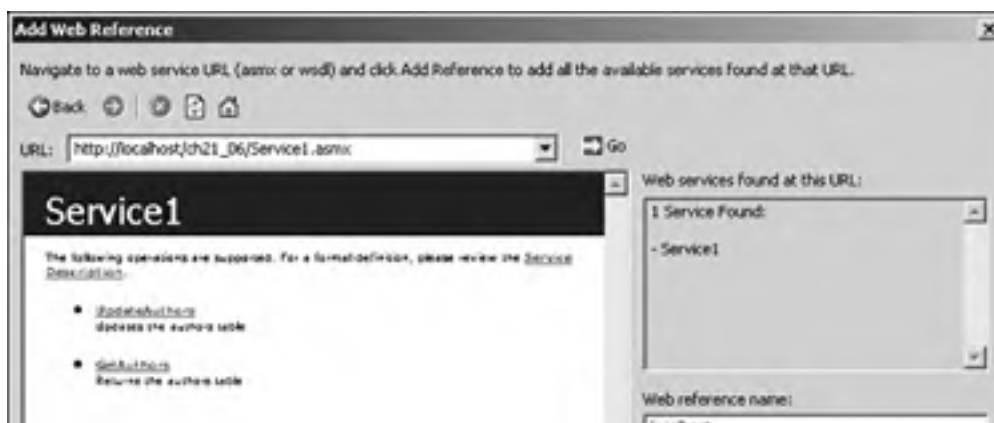 Add Web Reference
Navigate to a web service URL (asmx or wsdl) and click Add Reference to add all the available services found at that URL.
Back
URL: http://localhost/ch21_06/Service1.asmx Go
Service1
The following operations are supported. For a formal definition, please review the Service
Description.
UpdateAuthors
Updates the authors table
GetAuthors
Returns the authors table
Web services found at this URL:
1 Service Found:
- Service1
Web reference name: